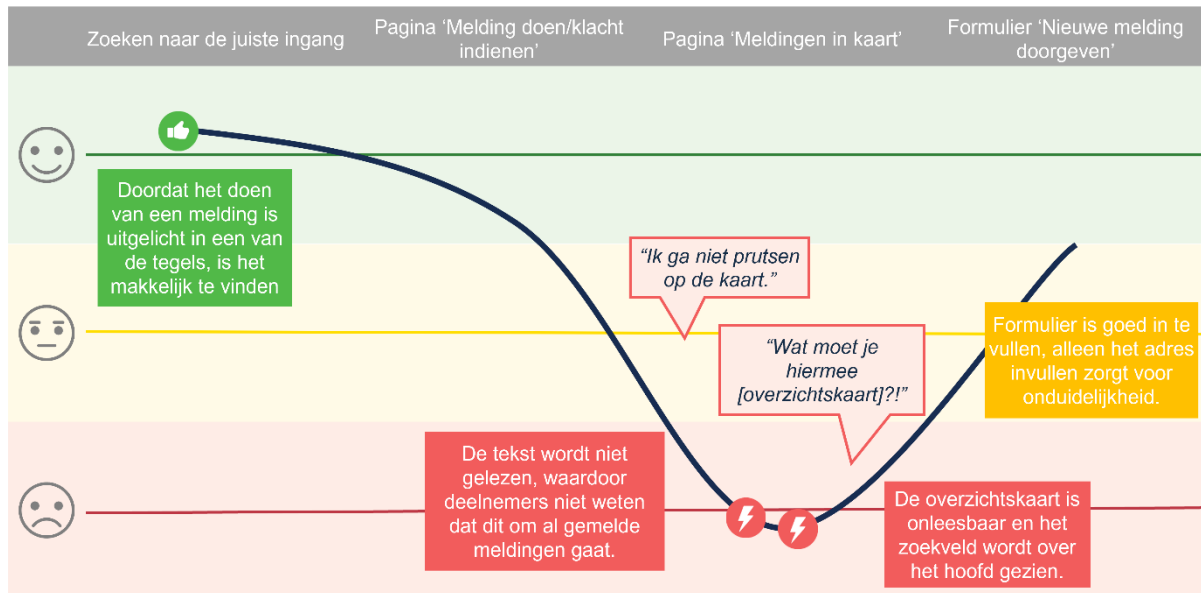 Zoeken naar de juiste ingang
Pagina ‘Melding doen/klacht
indienen’
Pagina ‘Meldingen in kaart’
Formulier ‘Nieuwe melding
doorgeven’
Doordat het doen
van een melding is
uitgelicht in een van
de tegels, is het
makkelijk te vinden
“Ik ga niet prutsen
op de kaart.”
“Wat moet je
hiermee
[overzichtskaart]?!”
Formulier is goed in te
vullen, alleen het adres
invullen zorgt voor
onduidelijkheid.
De tekst wordt niet
gelezen, waardoor
deelnemers niet weten
dat dit om al gemelde
meldingen gaat.
De overzichtskaart is
onleesbaar en het
zoekveld wordt over
het hoofd gezien.